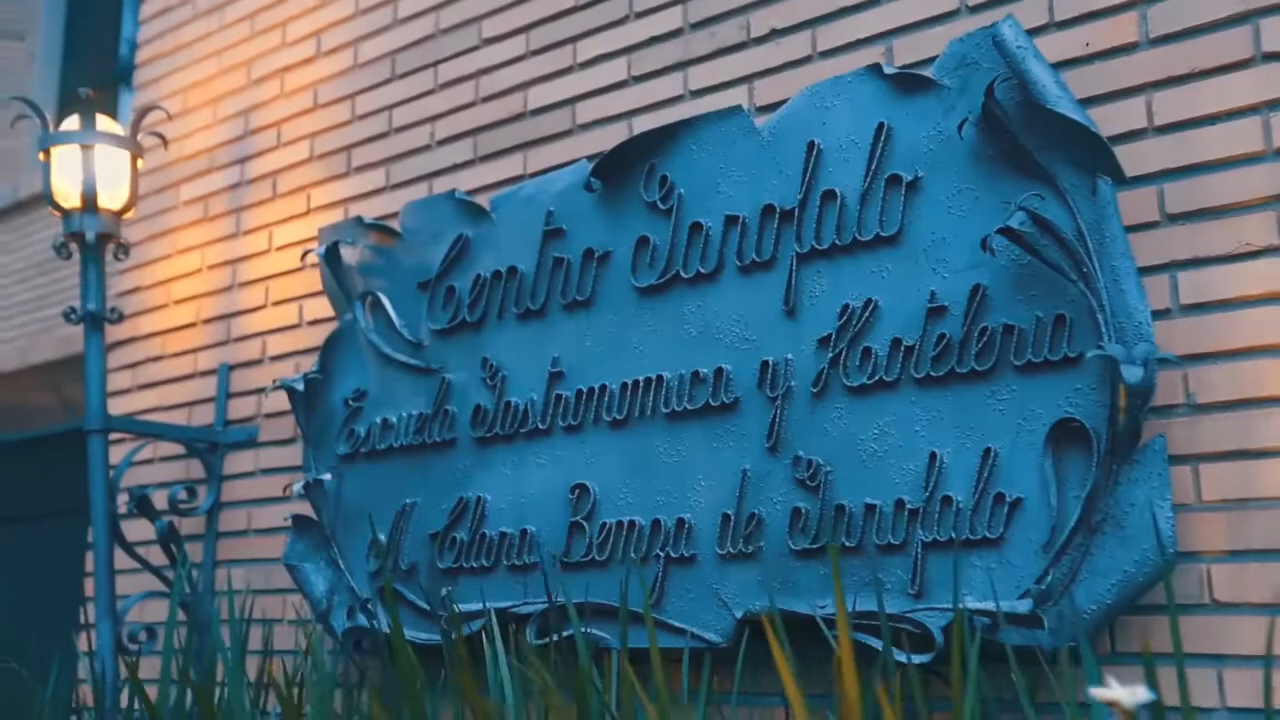 Centro Garofalo
Escuela Gastronomica y Hoteleria
M Clara Benza de Garofalo